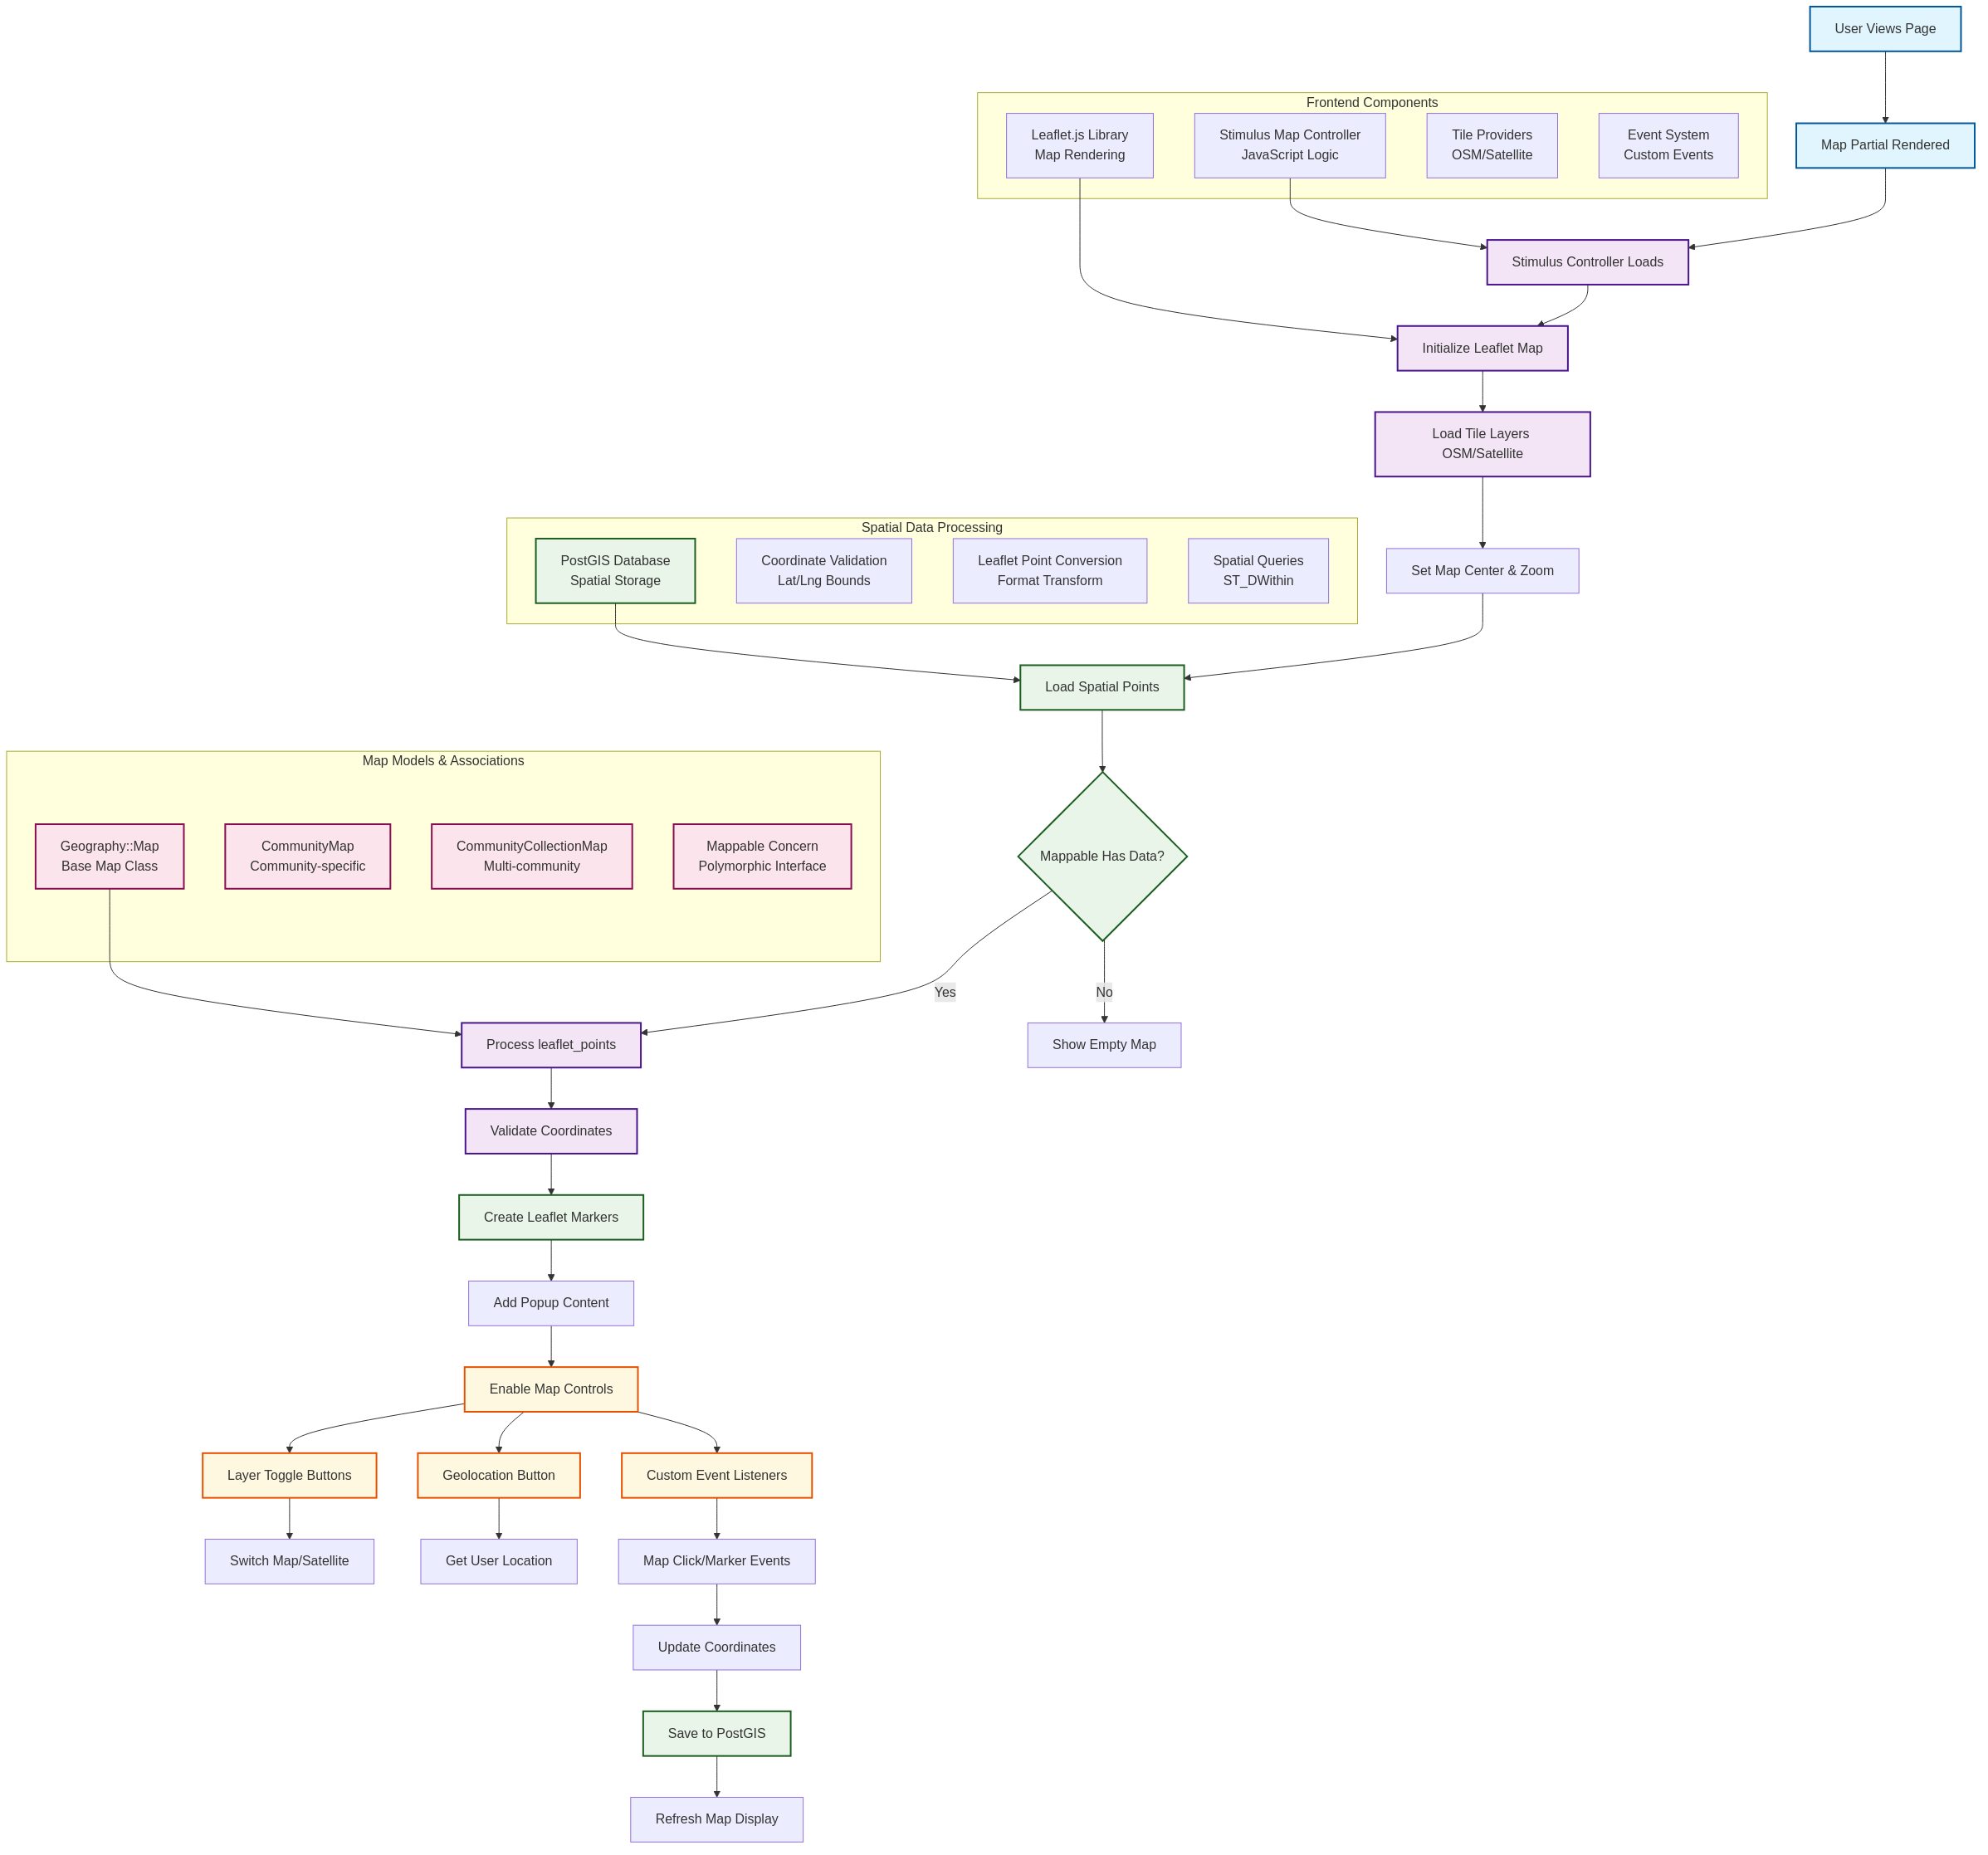 User Views Page
Frontend Components
Leaflet.js Library
Map Rendering
Stimulus Map Controller
JavaScript Logic
Tile Providers
OSM/Satellite
Event System
Custom Events
Map Partial Rendered
Stimulus Controller Loads
Initialize Leaflet Map
Load Tile Layers
OSM/Satellite
Spatial Data Processing
PostGIS Database
Spatial Storage
Coordinate Validation
Lat/Lng Bounds
Leaflet Point Conversion
Format Transform
Spatial Queries
ST_DWithin
Set Map Center & Zoom
Load Spatial Points
Map Models & Associations
Geography::Map
Base Map Class
CommunityMap
Community-specific
CommunityCollectionMap
Multi-community
Mappable Concern
Polymorphic Interface
Mappable Has Data?
Yes
No
Process leaflet_points
Show Empty Map
Validate Coordinates
Create Leaflet Markers
Add Popup Content
Enable Map Controls
Layer Toggle Buttons
Geolocation Button
Custom Event Listeners
Switch Map/Satellite
Get User Location
Map Click/Marker Events
Update Coordinates
Save to PostGIS
Refresh Map Display